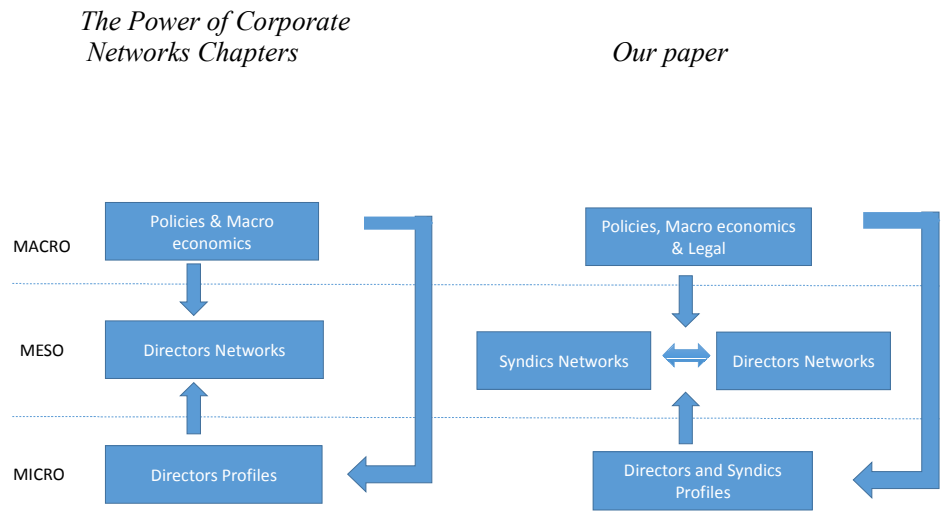 The Power of Corporate
Networks Chapters
Our paper
MACRO
Policies & Macro
economics
Policies, Macro economics
& Legal
MESO
Directors Networks
Syndics Networks
Directors Networks
MICRO
Directors Profiles
Directors and Syndics
Profiles